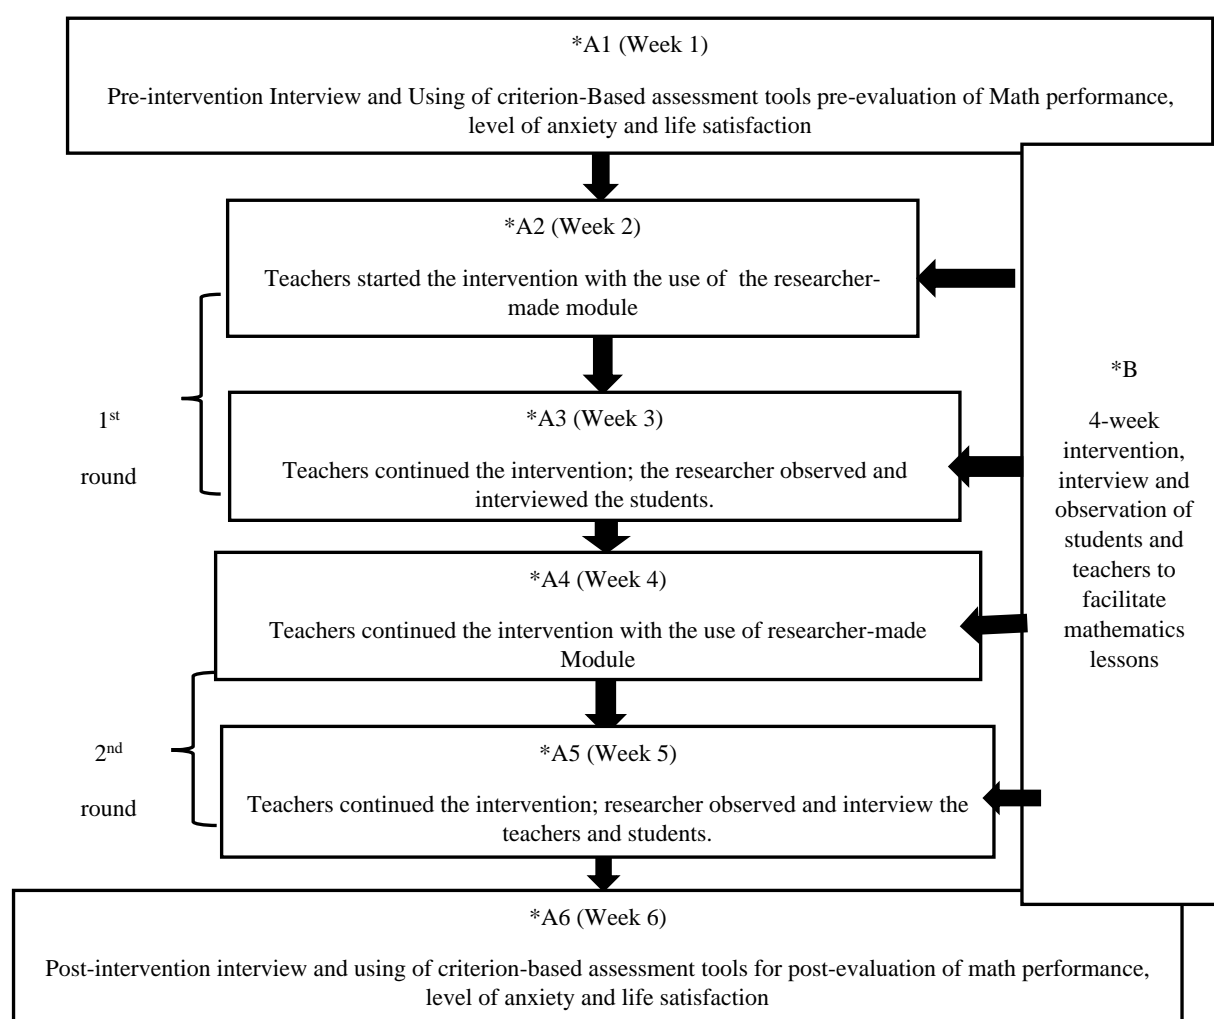 *A1 (Week 1)
Pre-intervention Interview and Using of criterion-Based assessment tools pre-evaluation of Math performance,
level of anxiety and life satisfaction
*A2 (Week 2)
Teachers started the intervention with the use of the researcher-
made module
1st
round
*A3 (Week 3)
Teachers continued the intervention; the researcher observed and
interviewed the students.
*A4 (Week 4)
Teachers continued the intervention with the use of researcher-made
Module
2nd
round
*A5 (Week 5)
Teachers continued the intervention; researcher observed and interview the
teachers and students.
*B
4-week
intervention,
interview and
observation of
students and
teachers to
facilitate
mathematics
lessons
*A6 (Week 6)
Post-intervention interview and using of criterion-based assessment tools for post-evaluation of math performance,
level of anxiety and life satisfaction